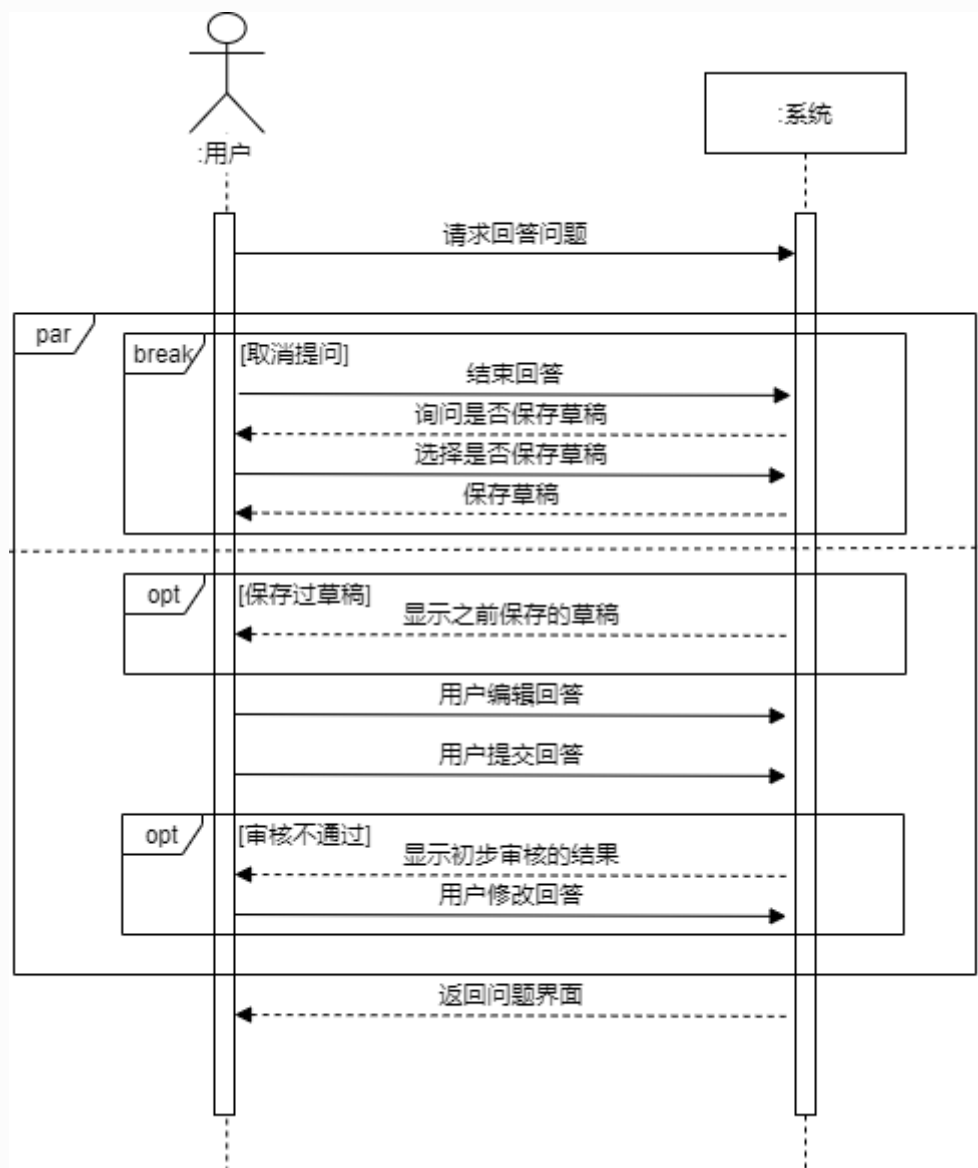 :用户
:系统
请求回答问题
par
break
[取消提问]
结束回答
询问是否保存草稿
选择是否保存草稿
保存草稿
opt
[保存过草稿]
显示之前保存的草稿
用户编辑回答
用户提交回答
opt
[审核不通过]
显示初步审核的结果
用户修改回答
返回问题界面